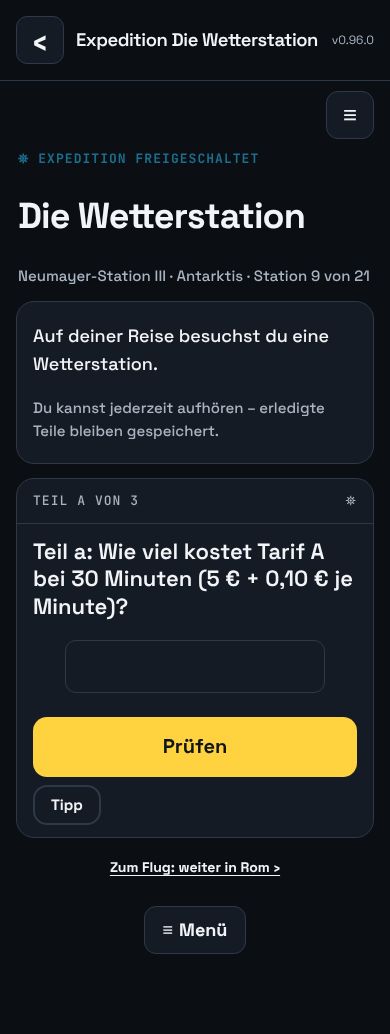 <
Expedition Die Wetterstation
v0.96.0
≡
❋ EXPEDITION FREIGESCHALTET
Die Wetterstation
Neumayer-Station III · Antarktis · Station 9 von 21
Auf deiner Reise besuchst du eine
Wetterstation.
Du kannst jederzeit aufhören – erledigte
Teile bleiben gespeichert.
TEIL A VON 3
❋
Teil a: Wie viel kostet Tarif A
bei 30 Minuten (5 € + 0,10 € je
Minute)?
Prüfen
Tipp
Zum Flug: weiter in Rom >
≡ Menü